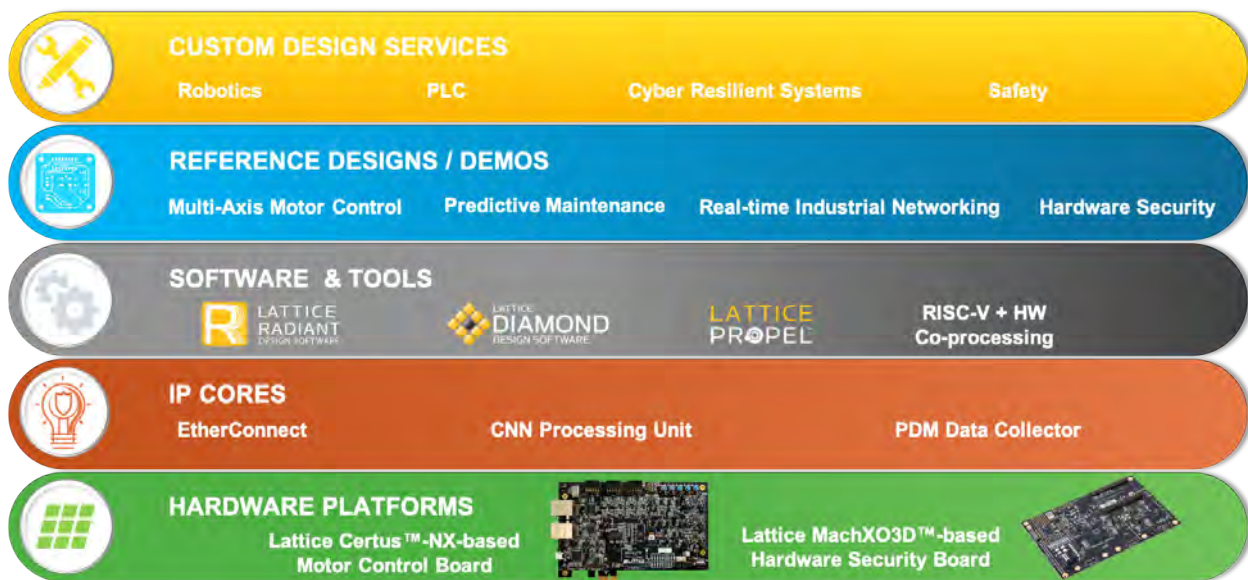 CUSTOM DESIGN SERVICES
Robotics PLC Cyber Resilient Systems Safety
REFERENCE DESIGNS / DEMOS
Multi-Axis Motor Control Predictive Maintenance Real-time Industrial Networking Hardware Security
SOFTWARE & TOOLS
LATTICE
RADIANT
DESIGN SOFTWARE
LATTICE
DIAMOND
DESIGN SOFTWARE
LATTICE
PROPEL
RISC-V + HW
Co-processing
IP CORES
EtherConnect CNN Processing Unit PDM Data Collector
HARDWARE PLATFORMS
Lattice Certus™-NX-based
Motor Control Board
Lattice MachXO3D™-based
Hardware Security Board